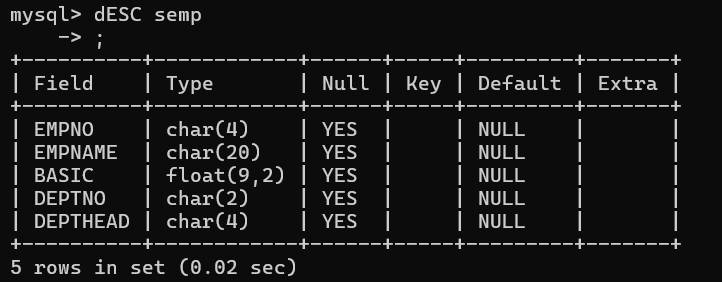 mysql> dESC semp
    -> ;
+----------+------------+------+-----+---------+-------+
| Field    | Type       | Null | Key | Default | Extra |
+----------+------------+------+-----+---------+-------+
| EMPNO    | char(4)    | YES  |     | NULL    |       |
| EMPNAME  | char(20)   | YES  |     | NULL    |       |
| BASIC    | float(9,2) | YES  |     | NULL    |       |
| DEPTNO   | char(2)    | YES  |     | NULL    |       |
| DEPTHEAD | char(4)    | YES  |     | NULL    |       |
+----------+------------+------+-----+---------+-------+
5 rows in set (0.02 sec)